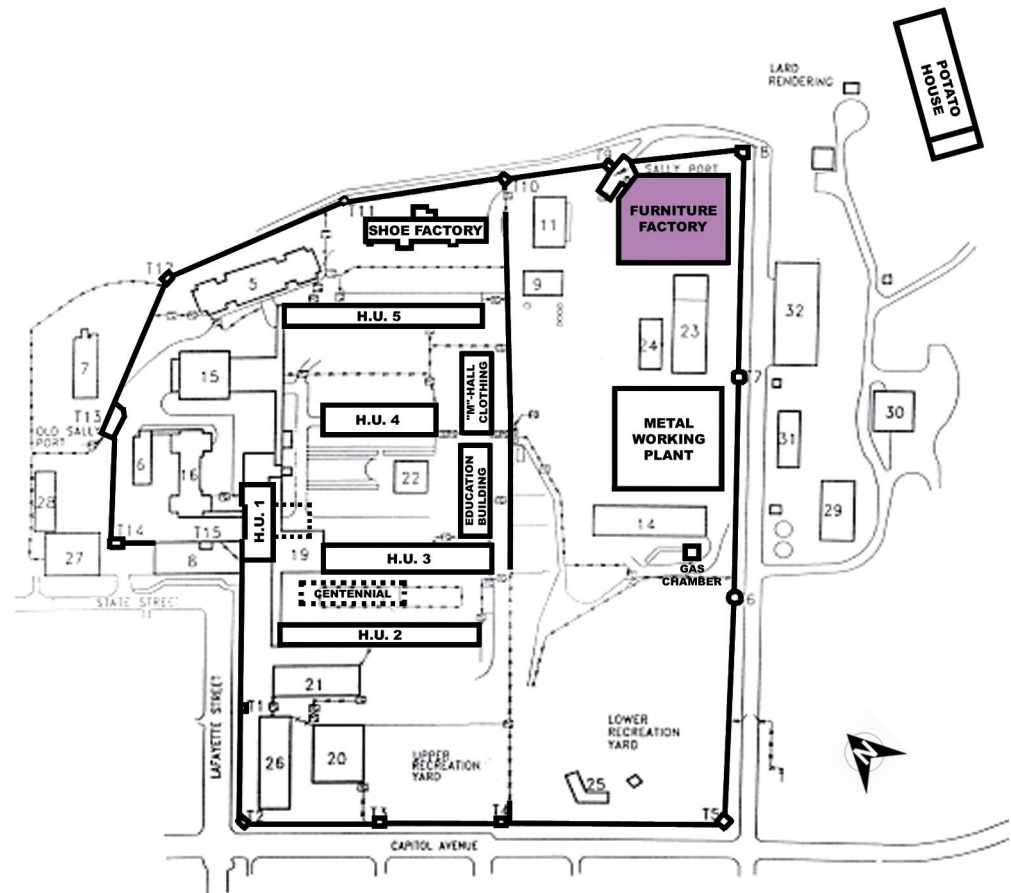 LARD
RENDERING
POTATO
HOUSE
T8
T9
SALLY PORT
T10
T11
FURNITURE
FACTORY
11
SHOE FACTORY
T12
5
9
H.U. 5
23
24
32
7
15
"M"-HALL
CLOTHING
T7
T13
OLD SALLY
PORT
H.U. 4
METAL
WORKING
PLANT
30
31
6
16
22
EDUCATION
BUILDING
28
H.U. 1
29
14
T14
T15
27
8
19
H.U. 3
GAS
CHAMBER
CENTENNIAL
6
STATE STREET
H.U. 2
LAFAYETTE STREET
21
T1
26
20
UPPER
RECREATION
YARD
LOWER
RECREATION
YARD
25
N
T2
T3
T4
T5
CAPITOL AVENUE